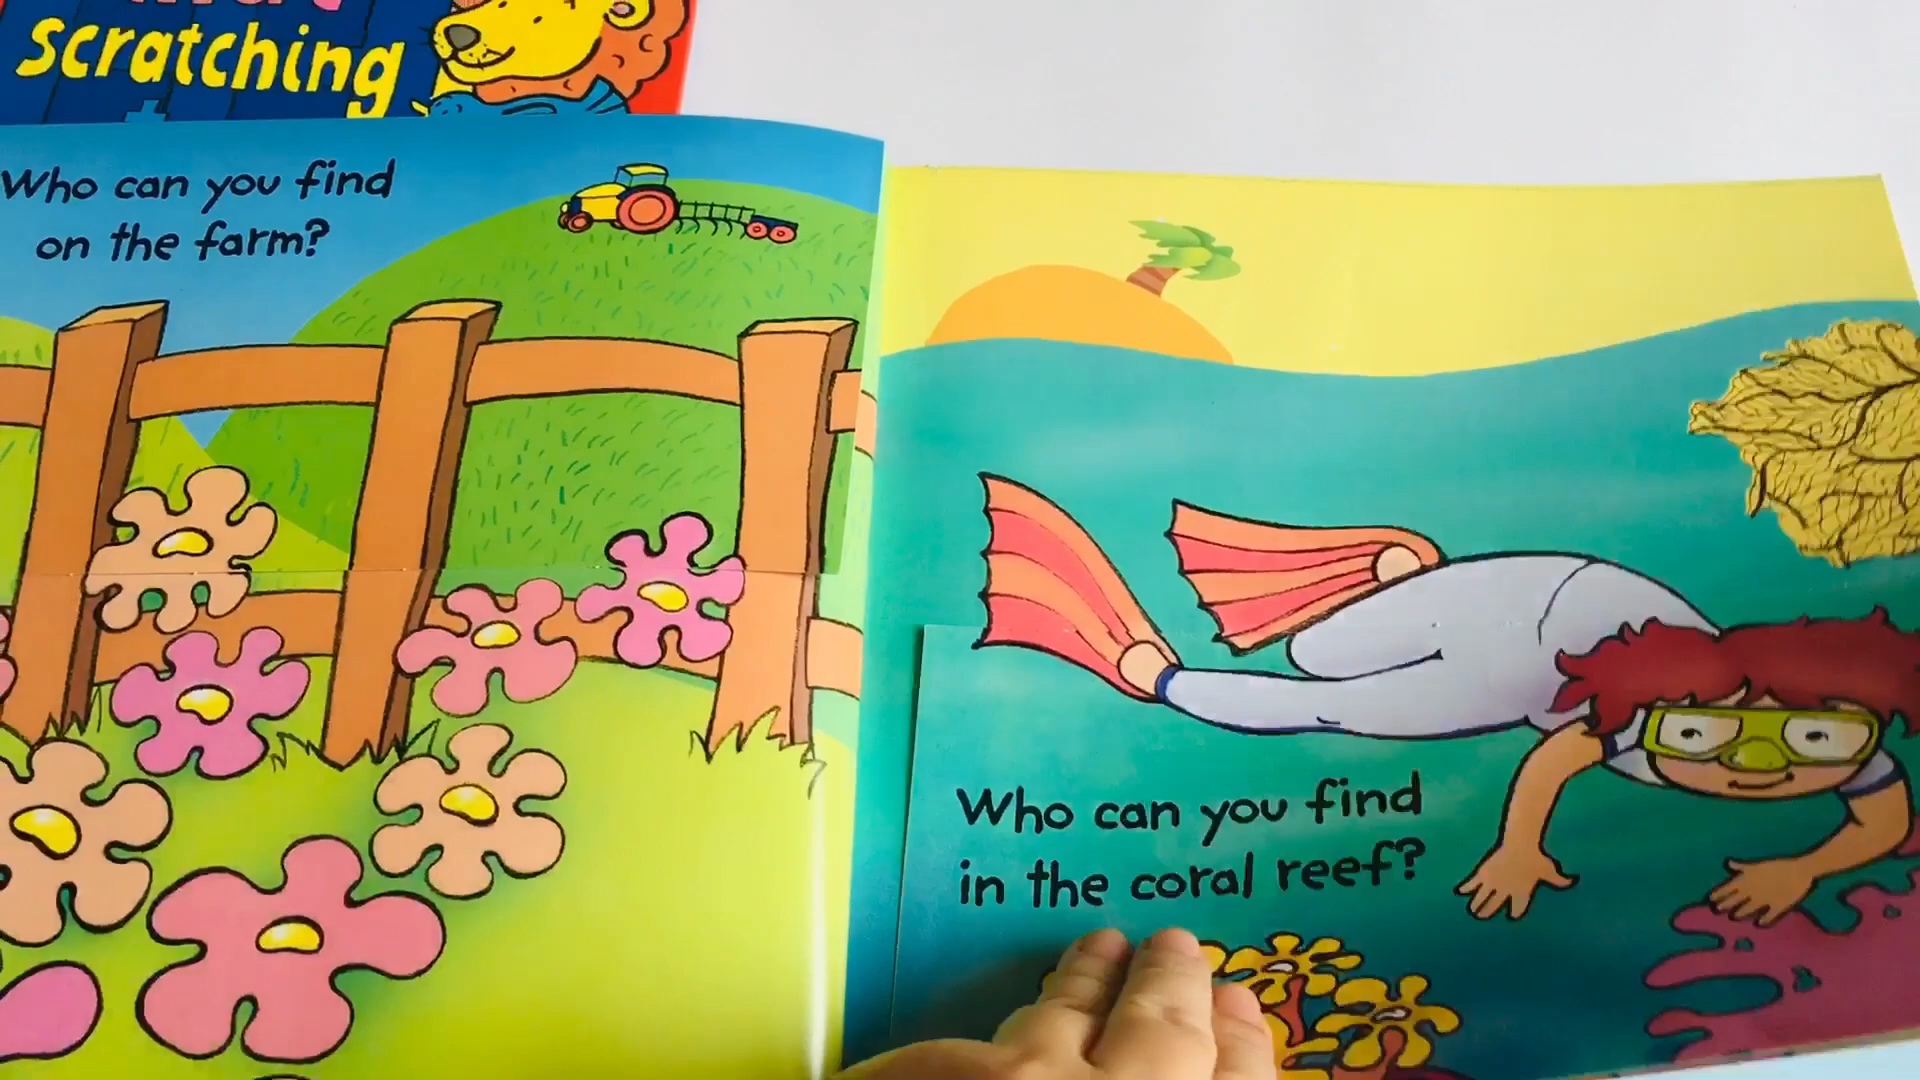 scratching
Who can you find
on the farm?
Who can you find
in the coral reef?